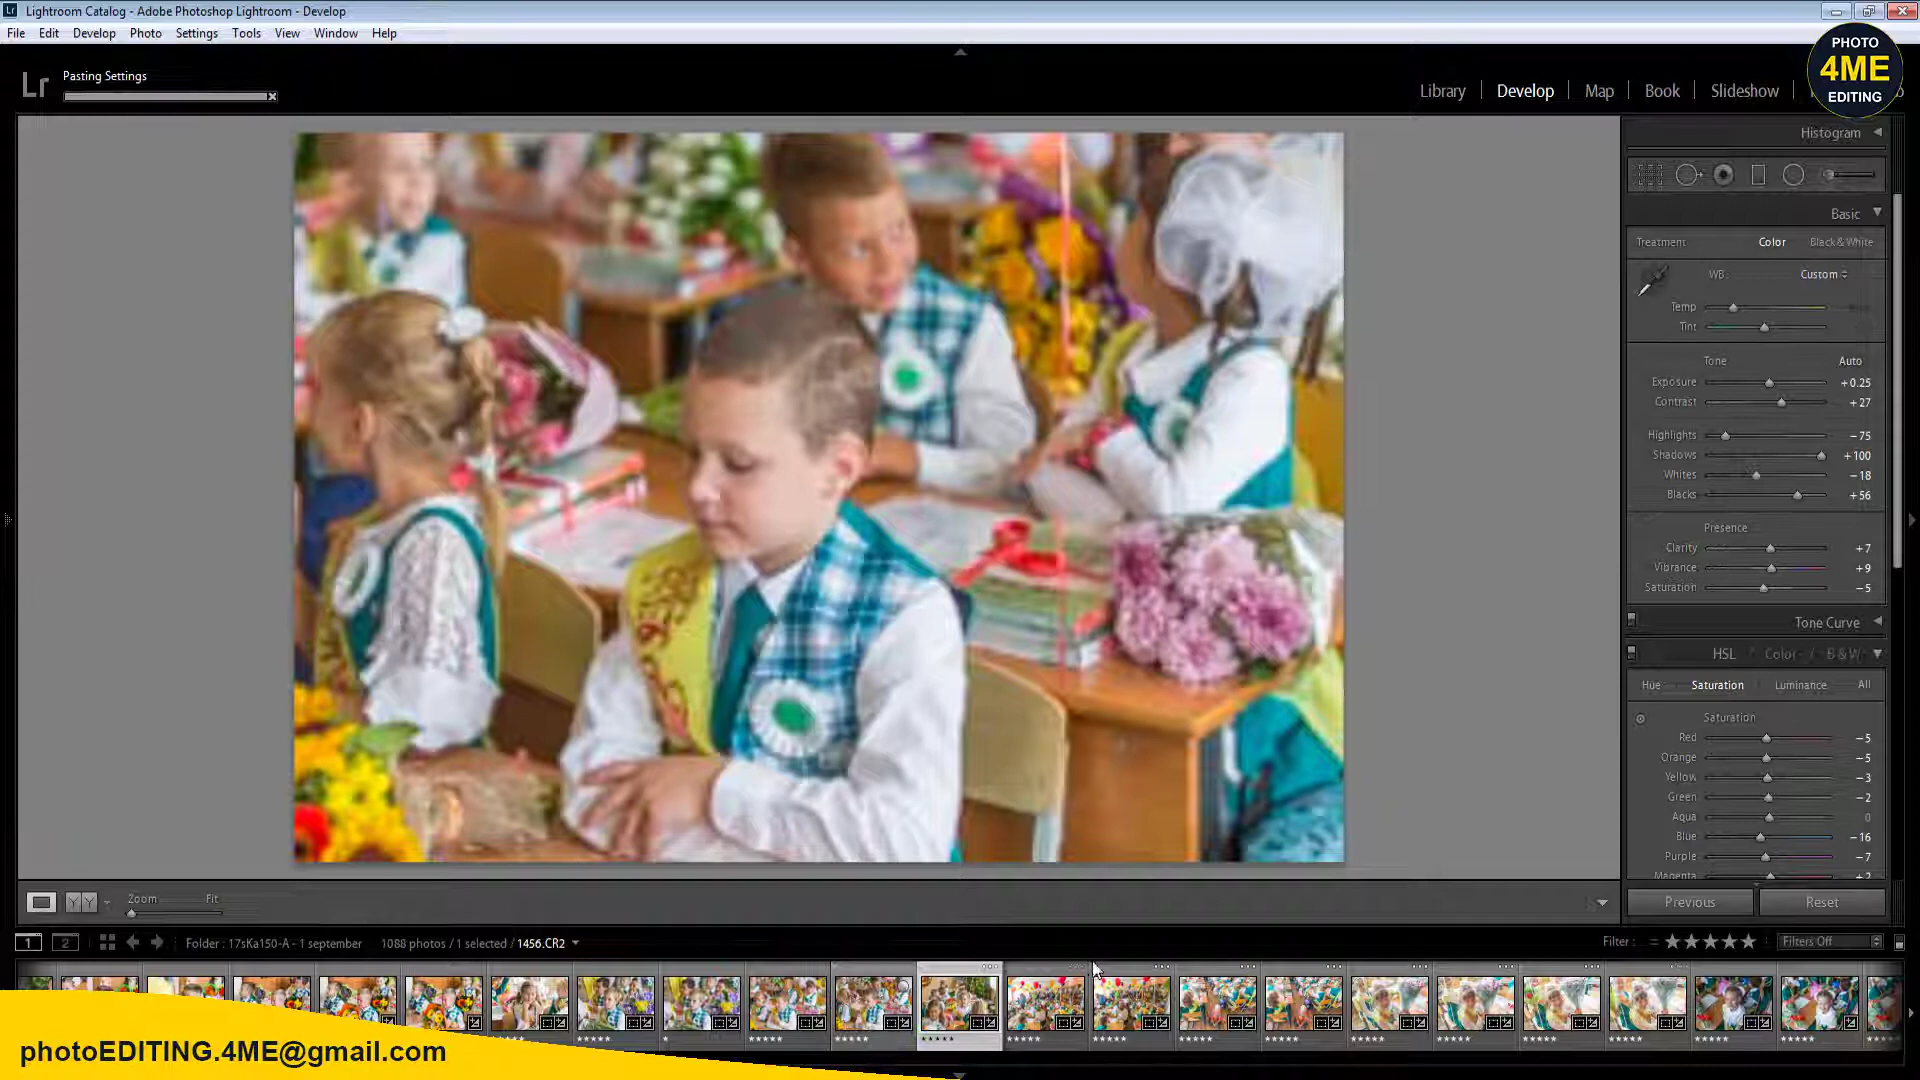 Lightroom Catalog - Adobe Photoshop Lightroom - Develop
File Edit Develop Photo Settings Tools View Window Help
PHOTO
4ME
EDITING
Lr
Pasting Settings
Library Develop Map Book Slideshow
Histogram
Basic
Treatment Color Black & White
WB: Custom
Temp
Tint
Tone Auto
Exposure +0.25
Contrast +27
Highlights -75
Shadows +100
Whites -18
Blacks +56
Presence
Clarity +7
Vibrance +9
Saturation -5
Tone Curve
HSL / Color / B & W
Hue Saturation Luminance All
Saturation
Red -5
Orange -5
Yellow -3
Green -2
Aqua 0
Blue -16
Purple -7
Magenta +2
Previous Reset
Zoom Fit
1 2 Folder : 17sKa150-A - 1 september 1088 photos / 1 selected / 1456.CR2
Filter : Filters Off
photoEDITING.4ME@gmail.com